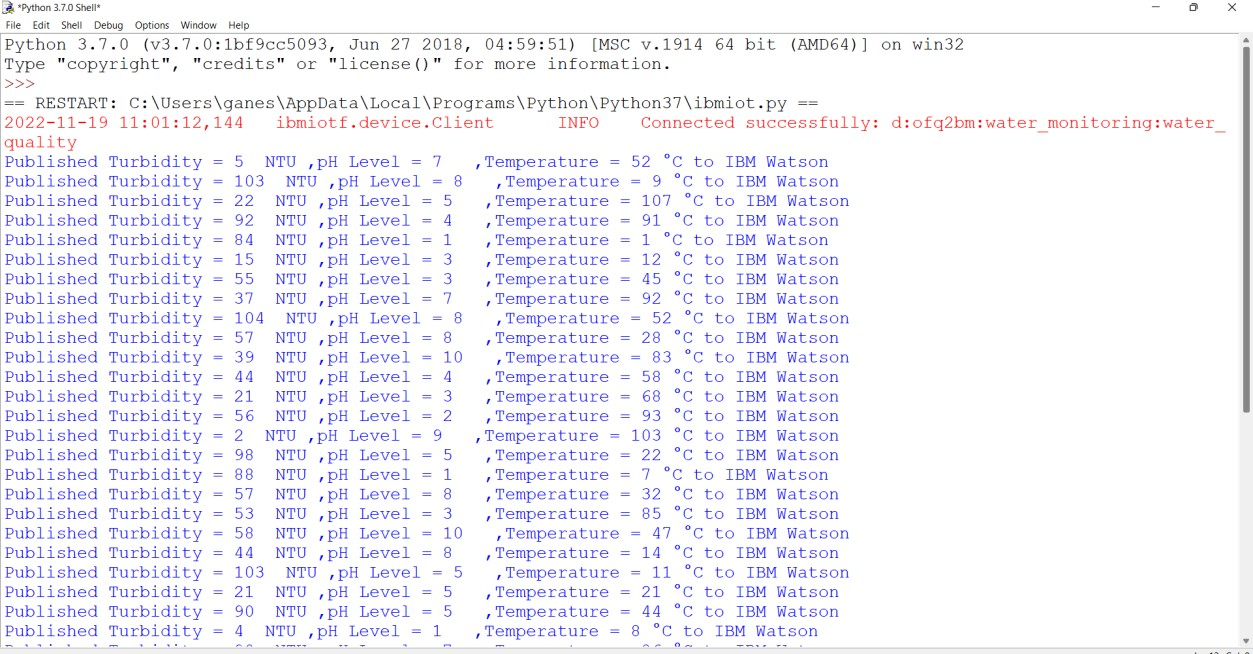 *Python 3.7.0 Shell*
File Edit Shell Debug Options Window Help
Python 3.7.0 (v3.7.0:1bf9cc5093, Jun 27 2018, 04:59:51) [MSC v.1914 64 bit (AMD64)] on win32
Type "copyright", "credits" or "license()" for more information.
>>>
== RESTART: C:\Users\ganes\AppData\Local\Programs\Python\Python37\ibmiot.py ==
2022-11-19 11:01:12,144   ibmiotf.device.Client      INFO    Connected successfully: d:ofq2bm:water_monitoring:water_
quality
Published Turbidity = 5  NTU ,pH Level = 7   ,Temperature = 52 °C to IBM Watson
Published Turbidity = 103  NTU ,pH Level = 8   ,Temperature = 9 °C to IBM Watson
Published Turbidity = 22  NTU ,pH Level = 5   ,Temperature = 107 °C to IBM Watson
Published Turbidity = 92  NTU ,pH Level = 4   ,Temperature = 91 °C to IBM Watson
Published Turbidity = 84  NTU ,pH Level = 1   ,Temperature = 1 °C to IBM Watson
Published Turbidity = 15  NTU ,pH Level = 3   ,Temperature = 12 °C to IBM Watson
Published Turbidity = 55  NTU ,pH Level = 3   ,Temperature = 45 °C to IBM Watson
Published Turbidity = 37  NTU ,pH Level = 7   ,Temperature = 92 °C to IBM Watson
Published Turbidity = 104  NTU ,pH Level = 8   ,Temperature = 52 °C to IBM Watson
Published Turbidity = 57  NTU ,pH Level = 8   ,Temperature = 28 °C to IBM Watson
Published Turbidity = 39  NTU ,pH Level = 10   ,Temperature = 83 °C to IBM Watson
Published Turbidity = 44  NTU ,pH Level = 4   ,Temperature = 58 °C to IBM Watson
Published Turbidity = 21  NTU ,pH Level = 3   ,Temperature = 68 °C to IBM Watson
Published Turbidity = 56  NTU ,pH Level = 2   ,Temperature = 93 °C to IBM Watson
Published Turbidity = 2  NTU ,pH Level = 9   ,Temperature = 103 °C to IBM Watson
Published Turbidity = 98  NTU ,pH Level = 5   ,Temperature = 22 °C to IBM Watson
Published Turbidity = 88  NTU ,pH Level = 1   ,Temperature = 7 °C to IBM Watson
Published Turbidity = 57  NTU ,pH Level = 8   ,Temperature = 32 °C to IBM Watson
Published Turbidity = 53  NTU ,pH Level = 3   ,Temperature = 85 °C to IBM Watson
Published Turbidity = 58  NTU ,pH Level = 10   ,Temperature = 47 °C to IBM Watson
Published Turbidity = 44  NTU ,pH Level = 8   ,Temperature = 14 °C to IBM Watson
Published Turbidity = 103  NTU ,pH Level = 5   ,Temperature = 11 °C to IBM Watson
Published Turbidity = 21  NTU ,pH Level = 5   ,Temperature = 21 °C to IBM Watson
Published Turbidity = 90  NTU ,pH Level = 5   ,Temperature = 44 °C to IBM Watson
Published Turbidity = 4  NTU ,pH Level = 1   ,Temperature = 8 °C to IBM Watson